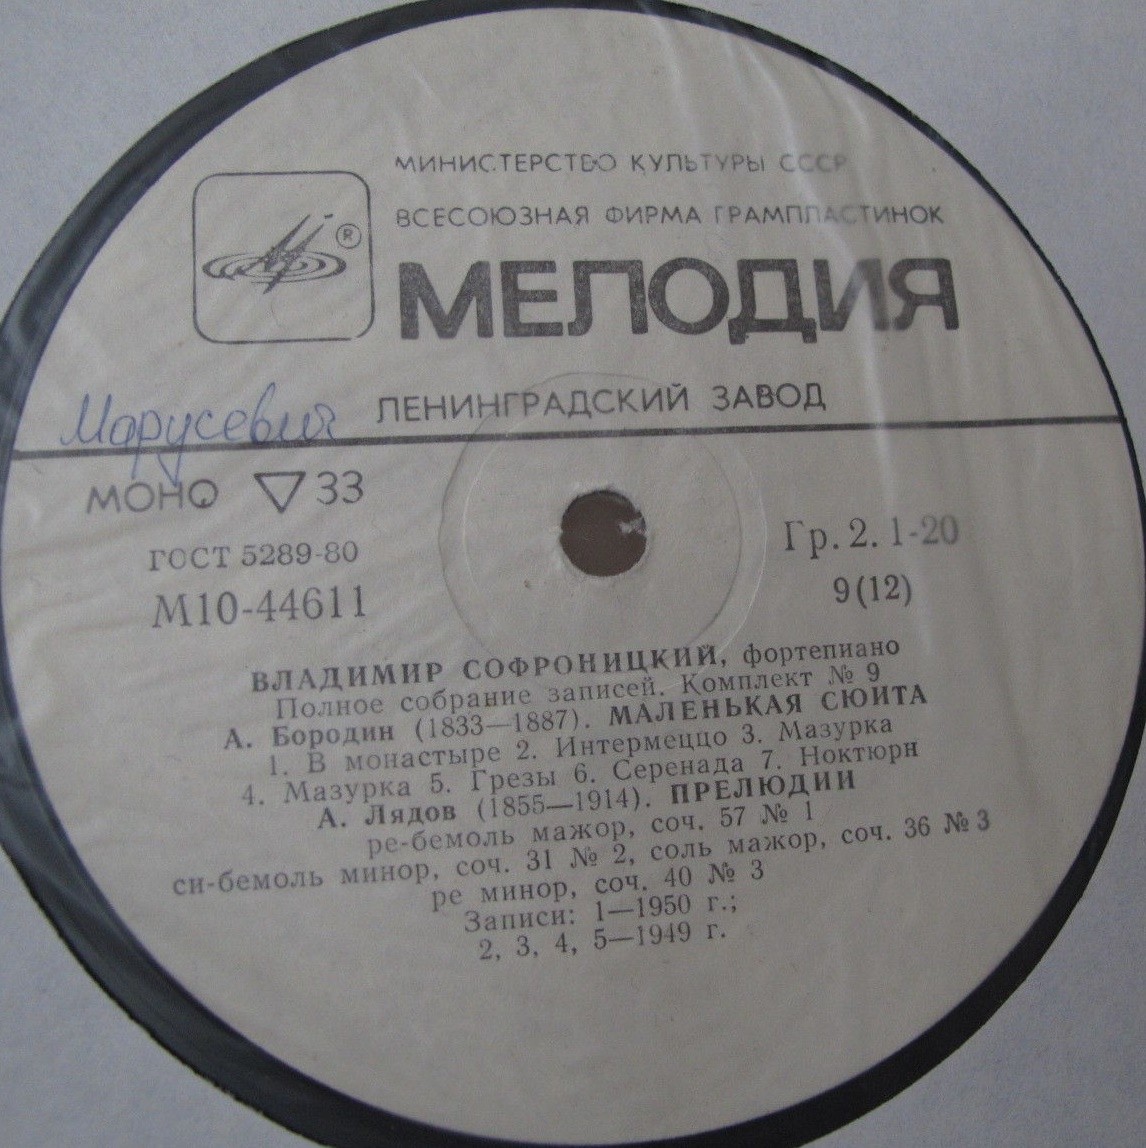 МИНИСТЕРСТВО КУЛЬТУРЫ СССР
ВСЕСОЮЗНАЯ ФИРМА ГРАМПЛАСТИНОК
®
МЕЛОДИЯ
ЛЕНИНГРАДСКИЙ ЗАВОД
МОНО ▽ 33
ГОСТ 5289-80
М10-44611
Гр. 2. 1-20
9(12)
ВЛАДИМИР СОФРОНИЦКИЙ, фортепиано
Полное собрание записей. Комплект № 9
А. Бородин (1833—1887). МАЛЕНЬКАЯ СЮИТА
1. В монастыре 2. Интермеццо 3. Мазурка
4. Мазурка 5. Грезы 6. Серенада 7. Ноктюрн
А. Лядов (1855—1914). ПРЕЛЮДИИ
ре-бемоль мажор, соч. 57 № 1
си-бемоль минор, соч. 31 № 2, соль мажор, соч. 36 № 3
ре минор, соч. 40 № 3
Записи: 1—1950 г.;
2, 3, 4, 5—1949 г.